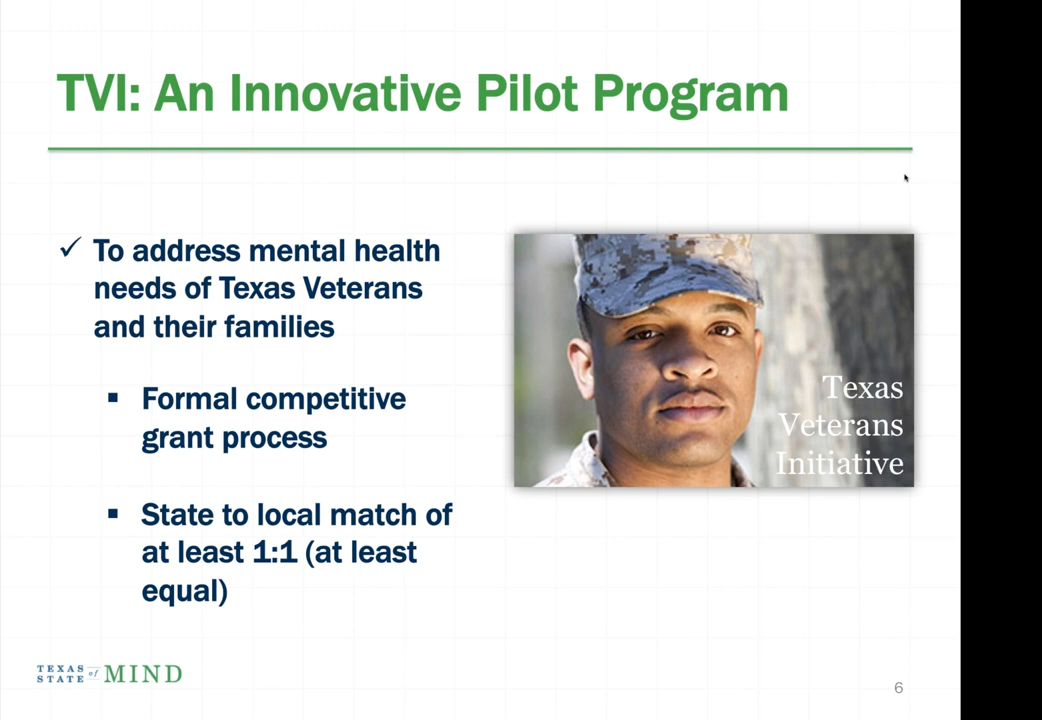 TVI: An Innovative Pilot Program
✓ To address mental health
needs of Texas Veterans
and their families
▪ Formal competitive
grant process
▪ State to local match of
at least 1:1 (at least
equal)
Texas
Veterans
Initiative
TEXAS
STATE of MIND
6